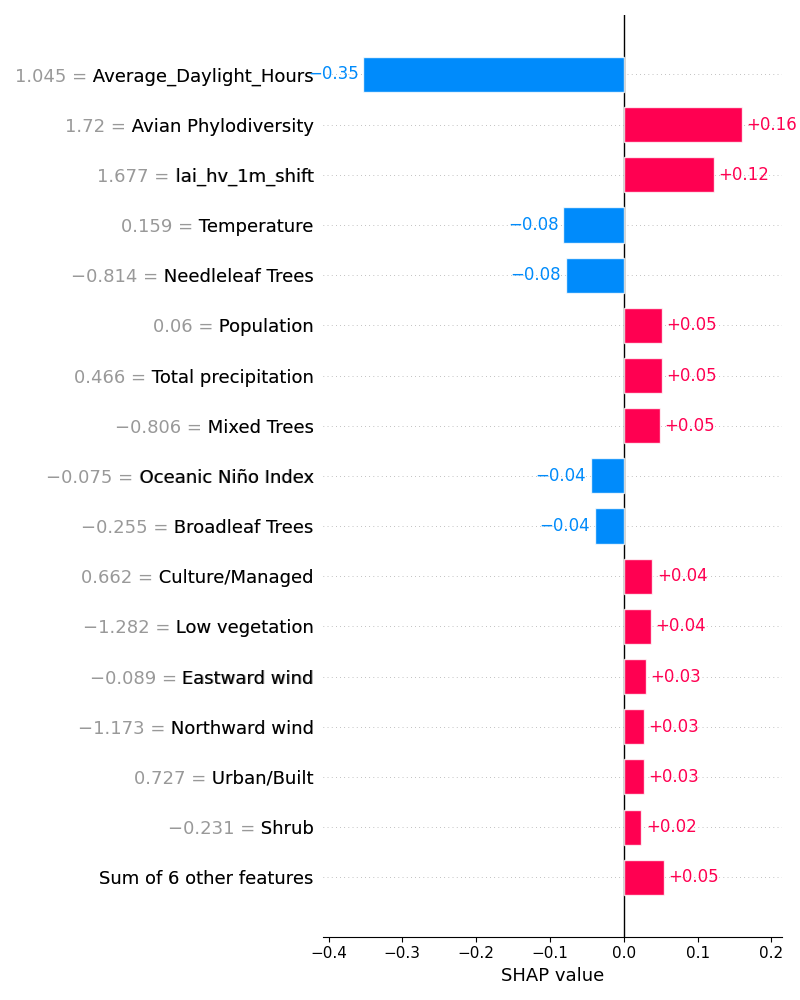 1.045 = Average_Daylight_Hours −0.35
1.72 = Avian Phylodiversity +0.16
1.677 = lai_hv_1m_shift +0.12
0.159 = Temperature −0.08
−0.814 = Needleleaf Trees −0.08
0.06 = Population +0.05
0.466 = Total precipitation +0.05
−0.806 = Mixed Trees +0.05
−0.075 = Oceanic Niño Index −0.04
−0.255 = Broadleaf Trees −0.04
0.662 = Culture/Managed +0.04
−1.282 = Low vegetation +0.04
−0.089 = Eastward wind +0.03
−1.173 = Northward wind +0.03
0.727 = Urban/Built +0.03
−0.231 = Shrub +0.02
Sum of 6 other features +0.05
−0.4 −0.3 −0.2 −0.1 0.0 0.1 0.2
SHAP value